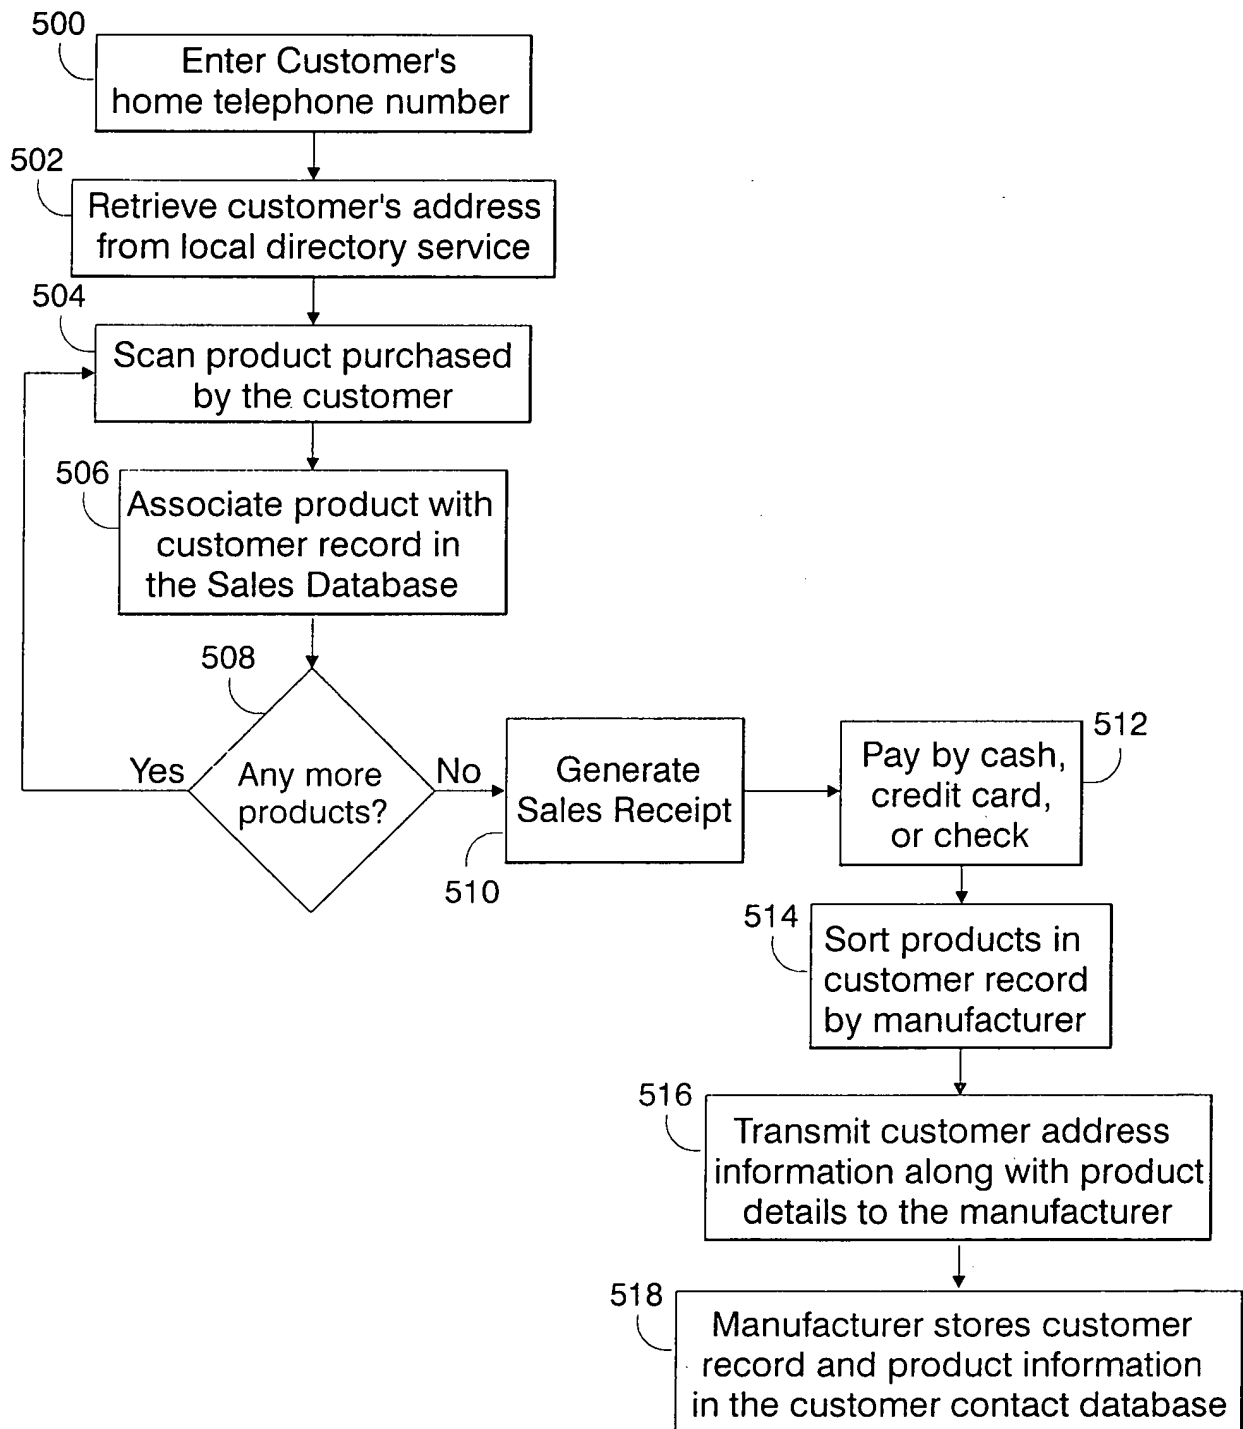 500
Enter Customer's
home telephone number
502
Retrieve customer's address
from local directory service
504
Scan product purchased
by the customer
506
Associate product with
customer record in
the Sales Database
508
Any more
products?
Yes
No
Generate
Sales Receipt
510
512
Pay by cash,
credit card,
or check
514
Sort products in
customer record
by manufacturer
516
Transmit customer address
information along with product
details to the manufacturer
518
Manufacturer stores customer
record and product information
in the customer contact database